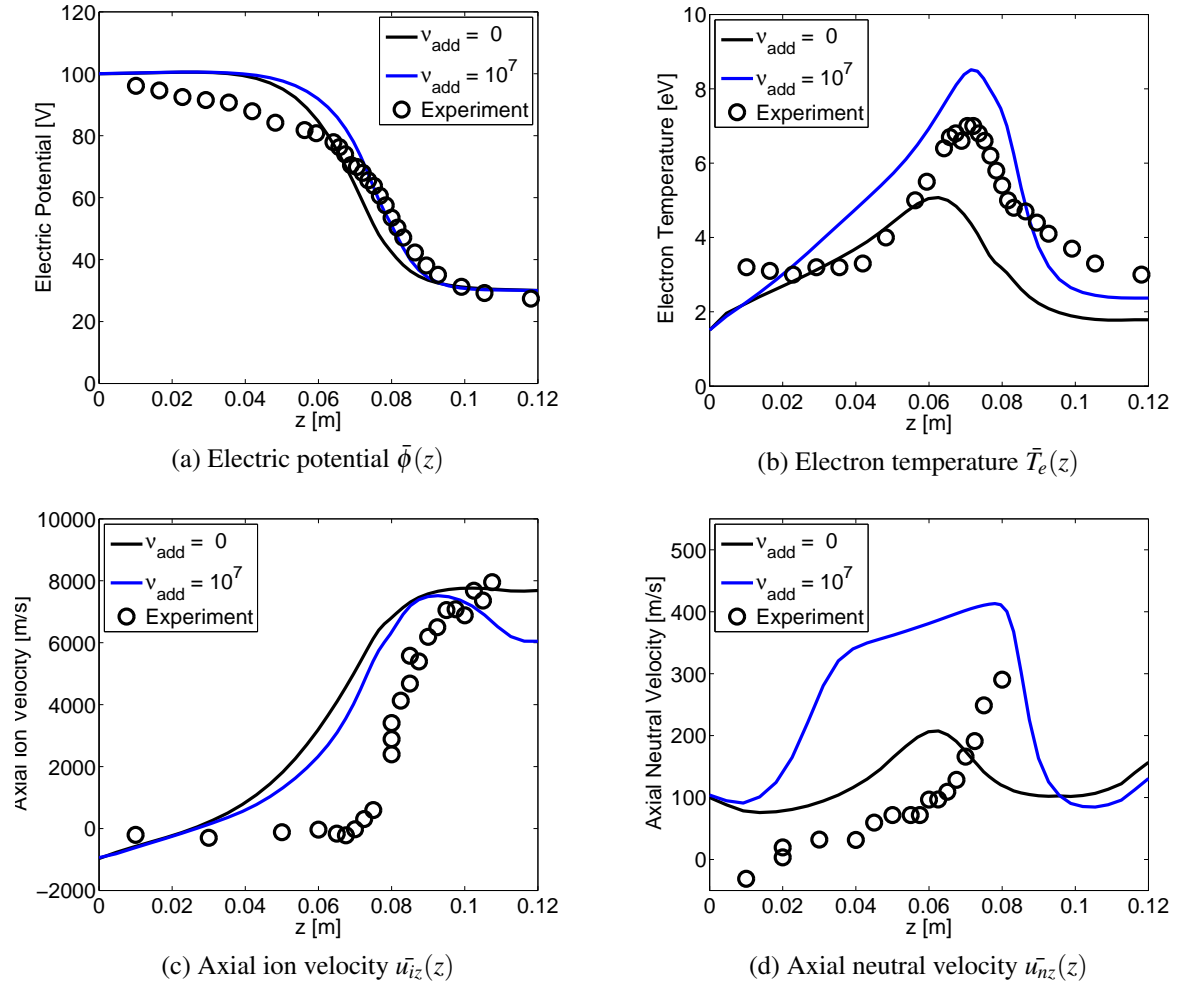 120
100
80
60
40
20
0
0 0.02 0.04 0.06 0.08 0.1 0.12
z [m]
Electric Potential [V]
ν_add = 0
ν_add = 10^7
Experiment
(a) Electric potential ϕ̄(z)
10
8
6
4
2
0
0 0.02 0.04 0.06 0.08 0.1 0.12
z [m]
Electron Temperature [eV]
ν_add = 0
ν_add = 10^7
Experiment
(b) Electron temperature T̄_e(z)
10000
8000
6000
4000
2000
0
−2000
0 0.02 0.04 0.06 0.08 0.1 0.12
z [m]
Axial Ion Velocity [m/s]
ν_add = 0
ν_add = 10^7
Experiment
(c) Axial ion velocity ū_iz(z)
500
400
300
200
100
0
0 0.02 0.04 0.06 0.08 0.1 0.12
z [m]
Axial Neutral Velocity [m/s]
ν_add = 0
ν_add = 10^7
Experiment
(d) Axial neutral velocity ū_nz(z)